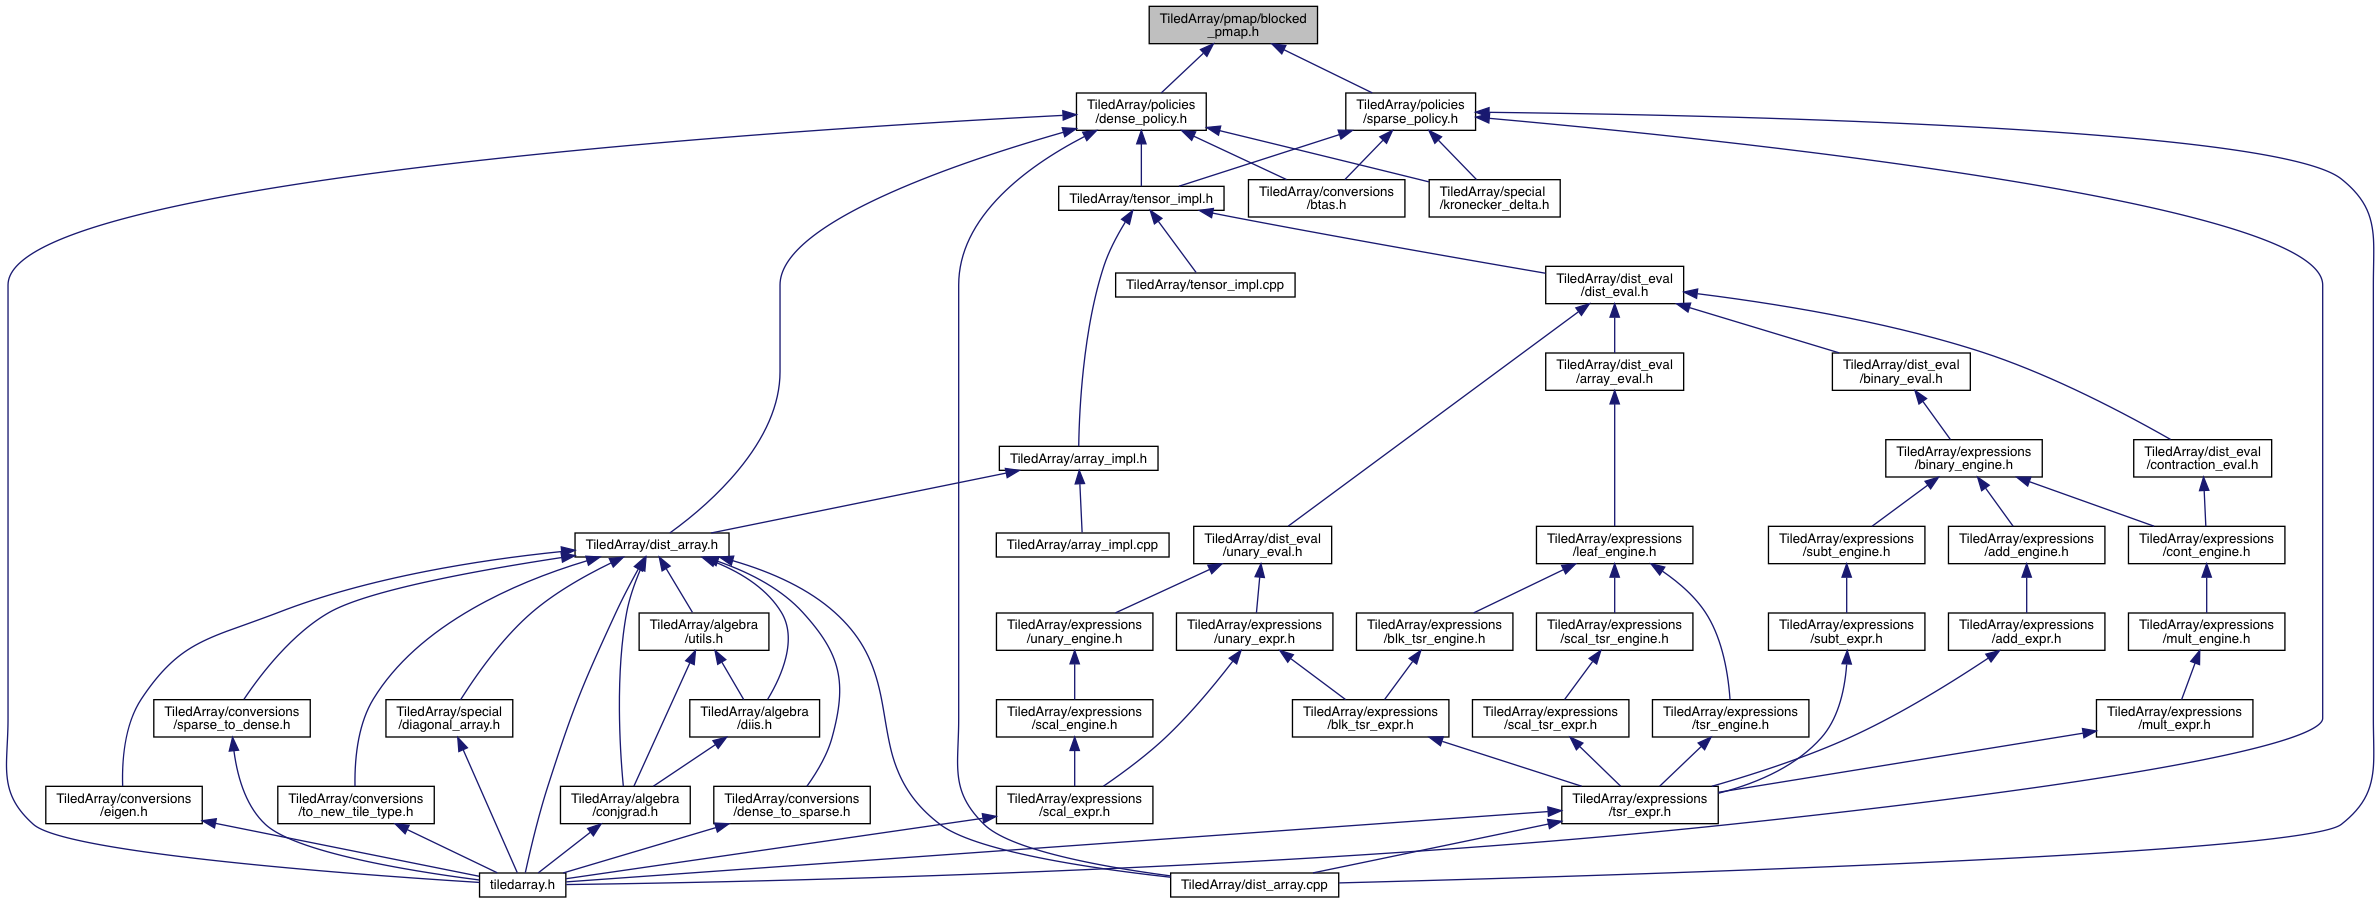 TiledArray/pmap/blocked
_pmap.h
TiledArray/policies
/dense_policy.h
TiledArray/policies
/sparse_policy.h
TiledArray/tensor_impl.h
TiledArray/conversions
/btas.h
TiledArray/special
/kronecker_delta.h
TiledArray/tensor_impl.cpp
TiledArray/dist_eval
/dist_eval.h
TiledArray/dist_eval
/array_eval.h
TiledArray/dist_eval
/binary_eval.h
TiledArray/array_impl.h
TiledArray/expressions
/binary_engine.h
TiledArray/dist_eval
/contraction_eval.h
TiledArray/dist_array.h
TiledArray/array_impl.cpp
TiledArray/dist_eval
/unary_eval.h
TiledArray/expressions
/leaf_engine.h
TiledArray/expressions
/subt_engine.h
TiledArray/expressions
/add_engine.h
TiledArray/expressions
/cont_engine.h
TiledArray/algebra
/utils.h
TiledArray/expressions
/unary_engine.h
TiledArray/expressions
/unary_expr.h
TiledArray/expressions
/blk_tsr_engine.h
TiledArray/expressions
/scal_tsr_engine.h
TiledArray/expressions
/subt_expr.h
TiledArray/expressions
/add_expr.h
TiledArray/expressions
/mult_engine.h
TiledArray/conversions
/sparse_to_dense.h
TiledArray/special
/diagonal_array.h
TiledArray/algebra
/diis.h
TiledArray/expressions
/scal_engine.h
TiledArray/expressions
/blk_tsr_expr.h
TiledArray/expressions
/scal_tsr_expr.h
TiledArray/expressions
/tsr_engine.h
TiledArray/expressions
/mult_expr.h
TiledArray/conversions
/eigen.h
TiledArray/conversions
/to_new_tile_type.h
TiledArray/algebra
/conjgrad.h
TiledArray/conversions
/dense_to_sparse.h
TiledArray/expressions
/scal_expr.h
TiledArray/expressions
/tsr_expr.h
tiledarray.h
TiledArray/dist_array.cpp